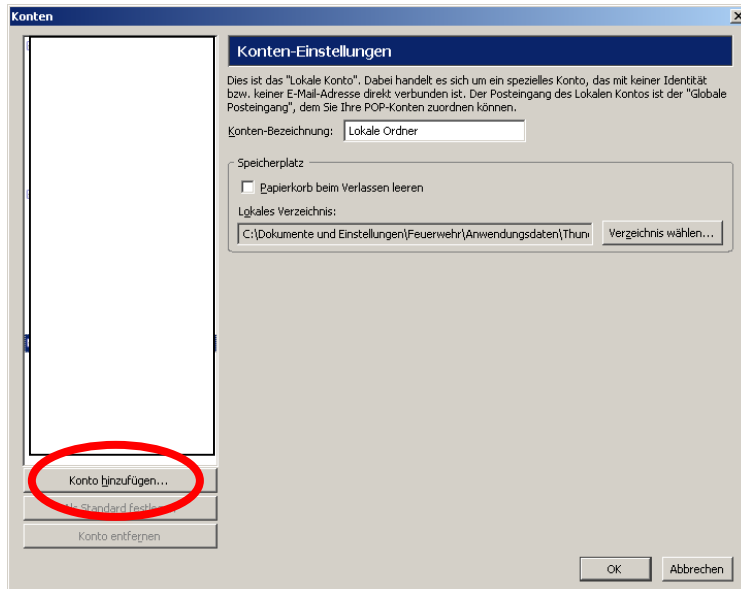 Konten
Konten-Einstellungen
Dies ist das "Lokale Konto". Dabei handelt es sich um ein spezielles Konto, das mit keiner Identität
bzw. keiner E-Mail-Adresse direkt verbunden ist. Der Posteingang des Lokalen Kontos ist der "Globale
Posteingang", dem Sie Ihre POP-Konten zuordnen können.
Konten-Bezeichnung: Lokale Ordner
Speicherplatz
Papierkorb beim Verlassen leeren
Lokales Verzeichnis:
C:\Dokumente und Einstellungen\Feuerwehr\Anwendungsdaten\Thun Verzeichnis wählen...
Konto hinzufügen...
Standard
Konto entfernen
OK Abbrechen